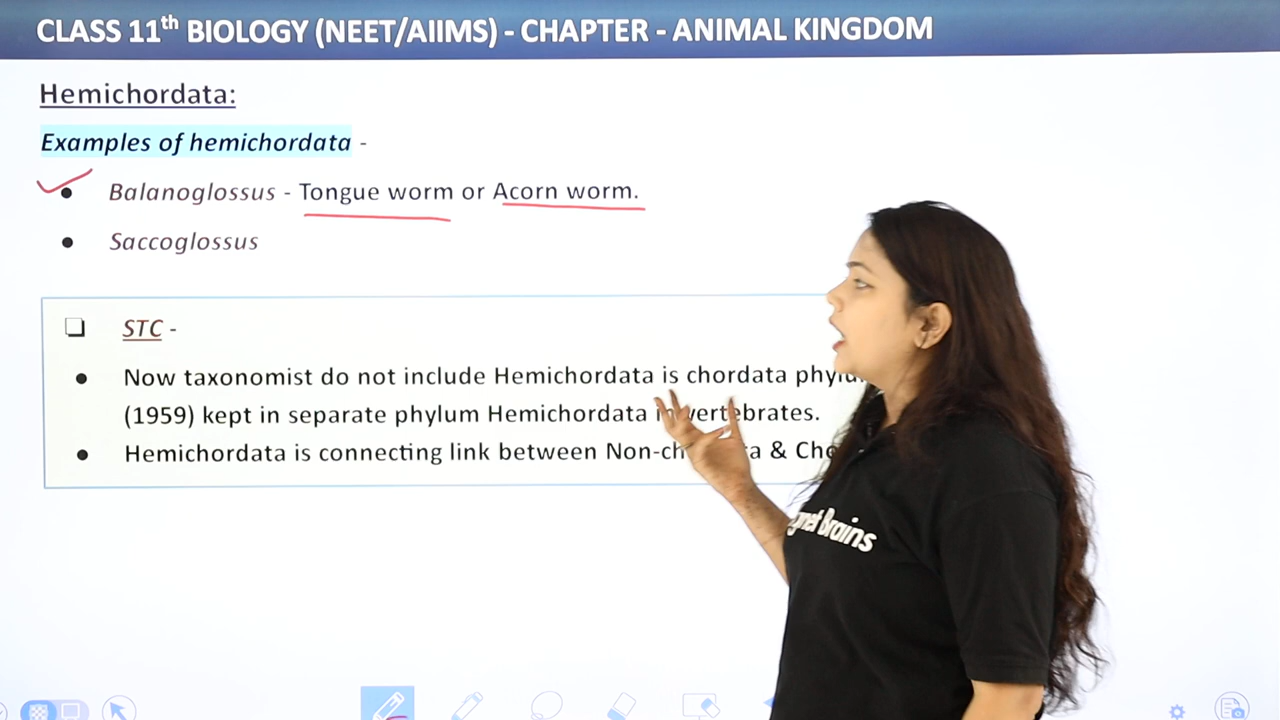 CLASS 11th BIOLOGY (NEET/AIIMS) - CHAPTER - ANIMAL KINGDOM
Hemichordata:
Examples of hemichordata -
Balanoglossus - Tongue worm or Acorn worm.
Saccoglossus
STC -
Now taxonomist do not include Hemichordata is chordata
(1959) kept in separate phylum Hemichordata invertebrates.
Hemichordata is connecting link between &
Brains